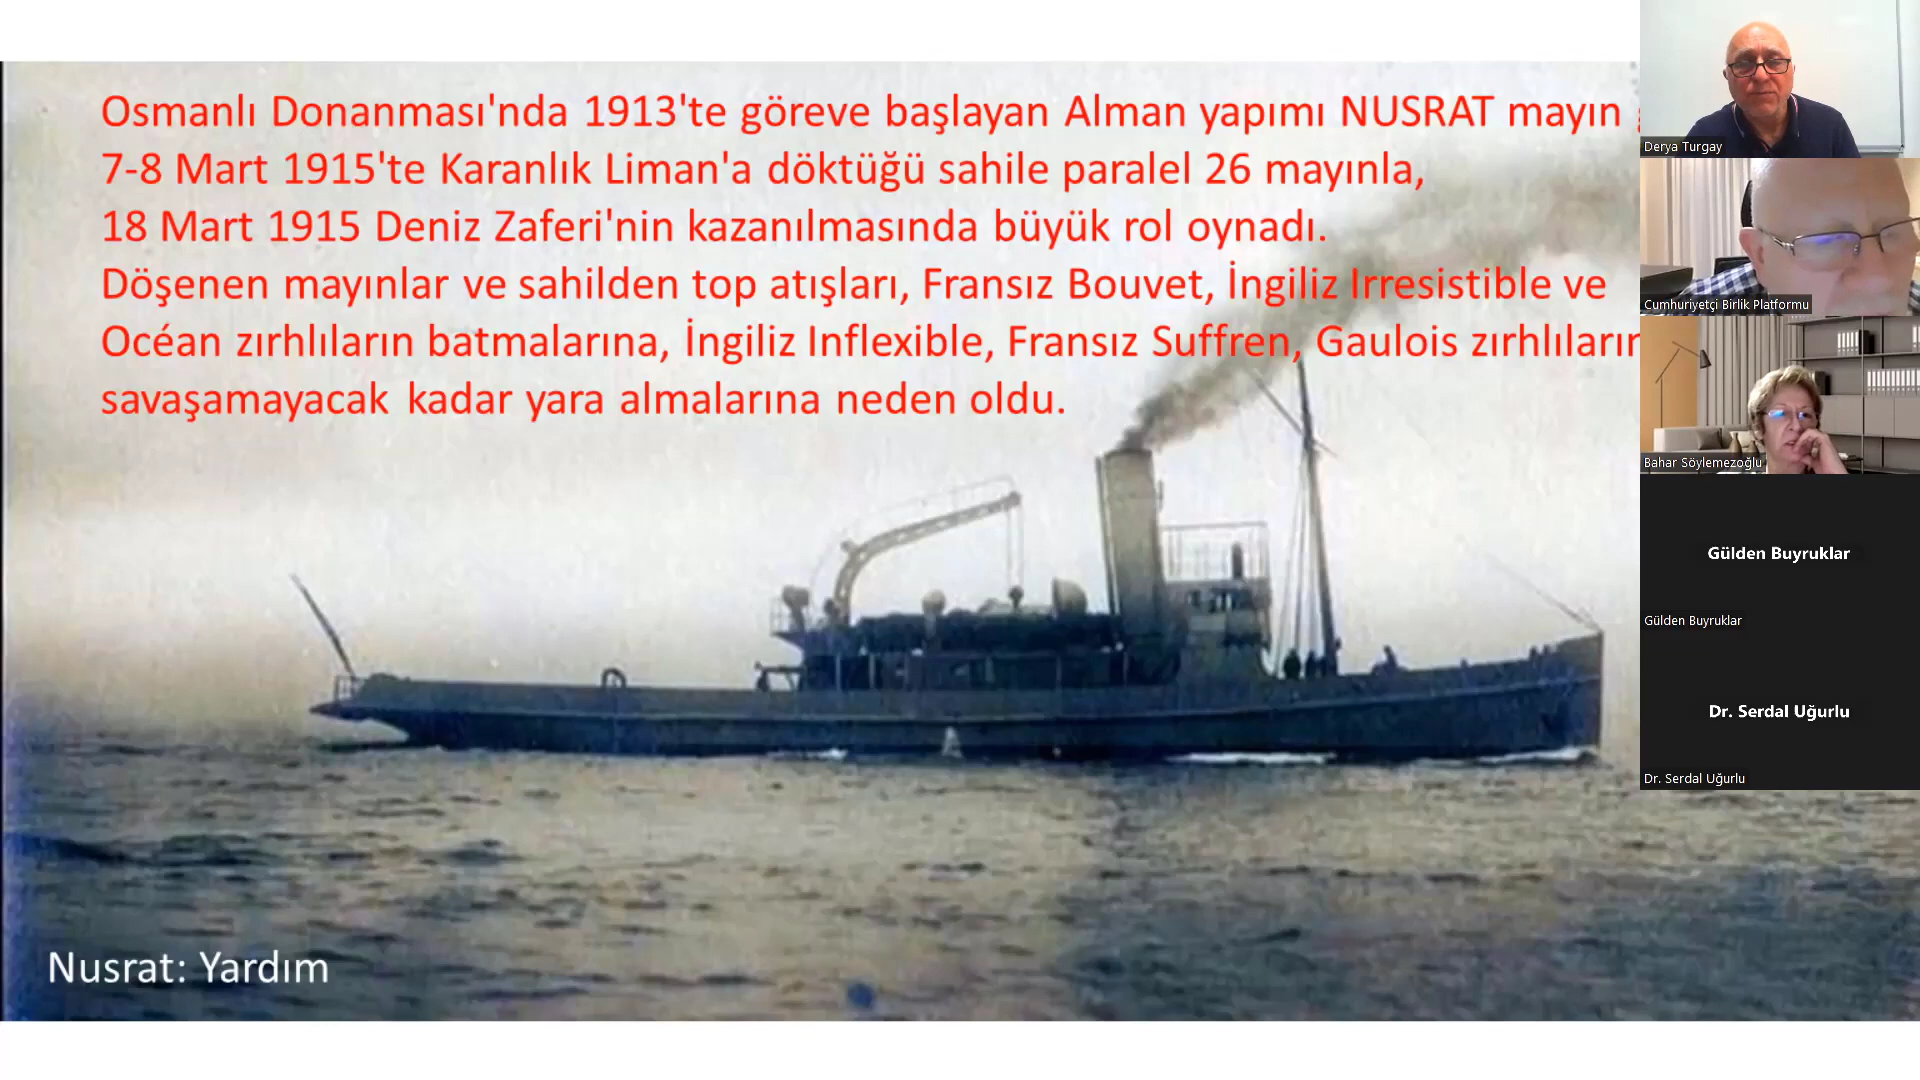 Osmanlı Donanması'nda 1913'te göreve başlayan Alman yapımı NUSRAT mayın
7-8 Mart 1915'te Karanlık Liman'a döktüğü sahile paralel 26 mayınla,
18 Mart 1915 Deniz Zaferi'nin kazanılmasında büyük rol oynadı.
Döşenen mayınlar ve sahilden top atışları, Fransız Bouvet, İngiliz Irresistible ve
Océan zırhlıların batmalarına, İngiliz Inflexible, Fransız Suffren, Gaulois
savaşamayacak kadar yara almalarına neden oldu.
Nusrat: Yardım
Derya Turgay
Cumhuriyetçi Birlik Platformu
Bahar Söylemezoğlu
Gülden Buyruklar
Gülden Buyruklar
Dr. Serdal Uğurlu
Dr. Serdal Uğurlu